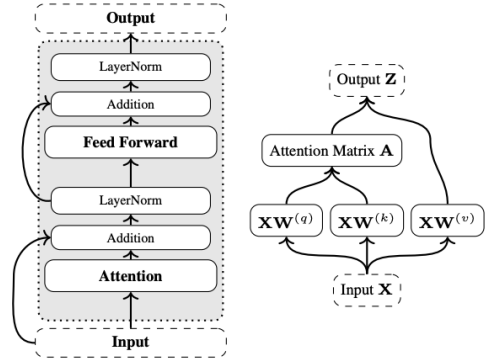 Output
LayerNorm
Addition
Feed Forward
LayerNorm
Addition
Attention
Input
Output Z
Attention Matrix A
XW^(q) XW^(k) XW^(v)
Input X